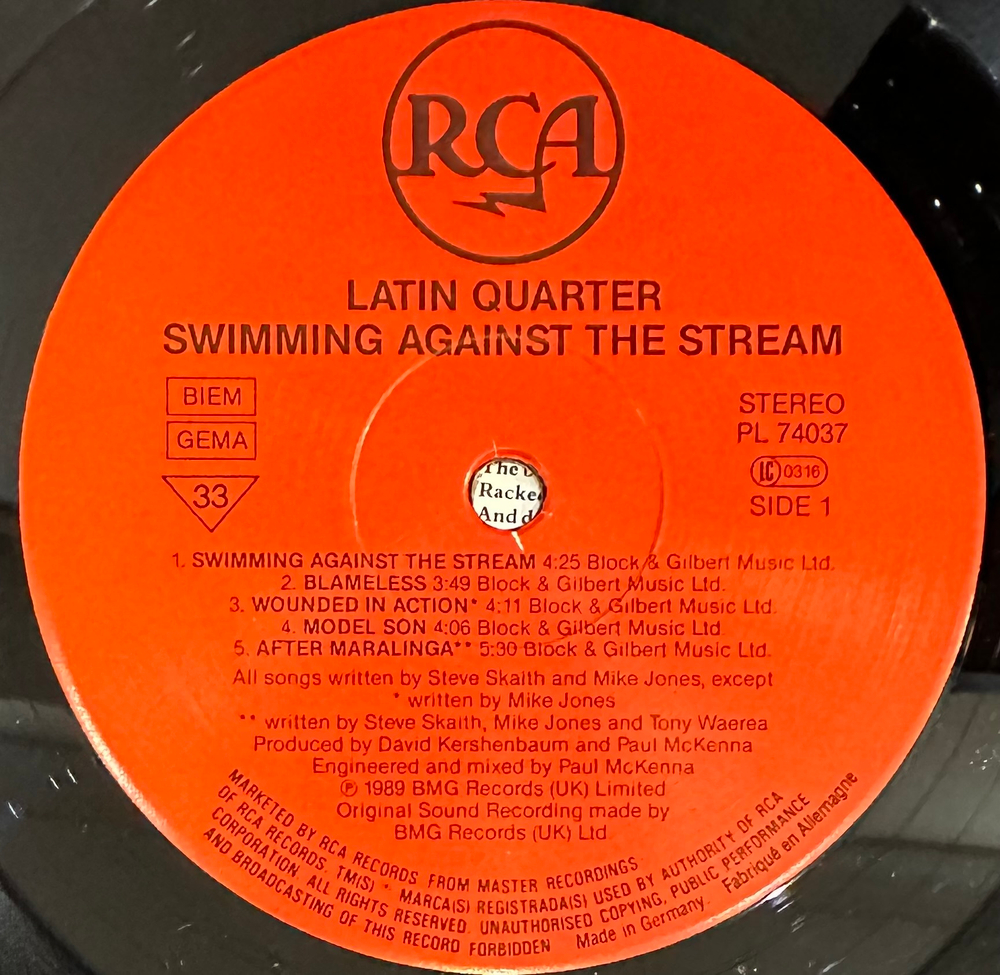 RCA
LATIN QUARTER
SWIMMING AGAINST THE STREAM
BIEM
GEMA
33
STEREO
PL 74037
LC 0316
SIDE 1
The
Racke
And d
1. SWIMMING AGAINST THE STREAM 4:25 Block & Gilbert Music Ltd.
2. BLAMELESS 3:49 Block & Gilbert Music Ltd.
3. WOUNDED IN ACTION* 4:11 Block & Gilbert Music Ltd.
4. MODEL SON 4:06 Block & Gilbert Music Ltd.
5. AFTER MARALINGA** 5:30 Block & Gilbert Music Ltd.
All songs written by Steve Skaith and Mike Jones, except
* written by Mike Jones
** written by Steve Skaith, Mike Jones and Tony Waerea
Produced by David Kershenbaum and Paul McKenna
Engineered and mixed by Paul McKenna
℗ 1989 BMG Records (UK) Limited
Original Sound Recording made by
BMG Records (UK) Ltd.
MARKETED BY RCA RECORDS FROM MASTER RECORDINGS
OF RCA RECORDS. TM(S) ® MARCA(S) REGISTRADA(S) USED BY AUTHORITY OF RCA
CORPORATION. ALL RIGHTS RESERVED. UNAUTHORISED COPYING, PUBLIC PERFORMANCE
AND BROADCASTING OF THIS RECORD FORBIDDEN Made in Germany. Fabriqué en Allemagne